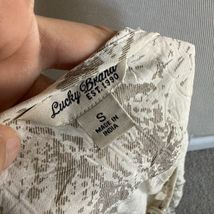 Lucky Brand
EST. 1990
S
MADE IN
INDIA